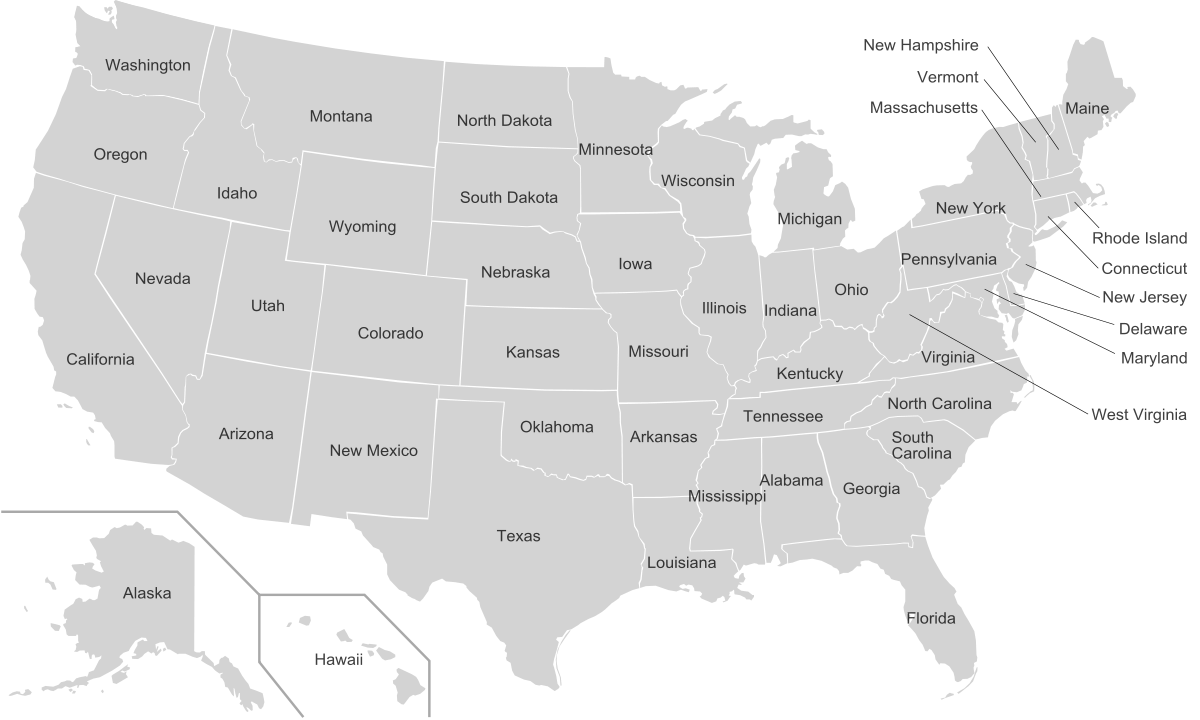 New Hampshire
Vermont
Massachusetts
Maine
Washington
Montana
North Dakota
Minnesota
Oregon
Idaho
South Dakota
Wisconsin
Michigan
New York
Wyoming
Rhode Island
Nevada
Nebraska
Iowa
Pennsylvania
Connecticut
Utah
Illinois
Indiana
Ohio
New Jersey
Colorado
Delaware
California
Kansas
Missouri
Kentucky
Virginia
Maryland
Arizona
New Mexico
Oklahoma
Arkansas
Tennessee
North Carolina
West Virginia
South
Carolina
Mississippi
Alabama
Georgia
Texas
Louisiana
Alaska
Florida
Hawaii